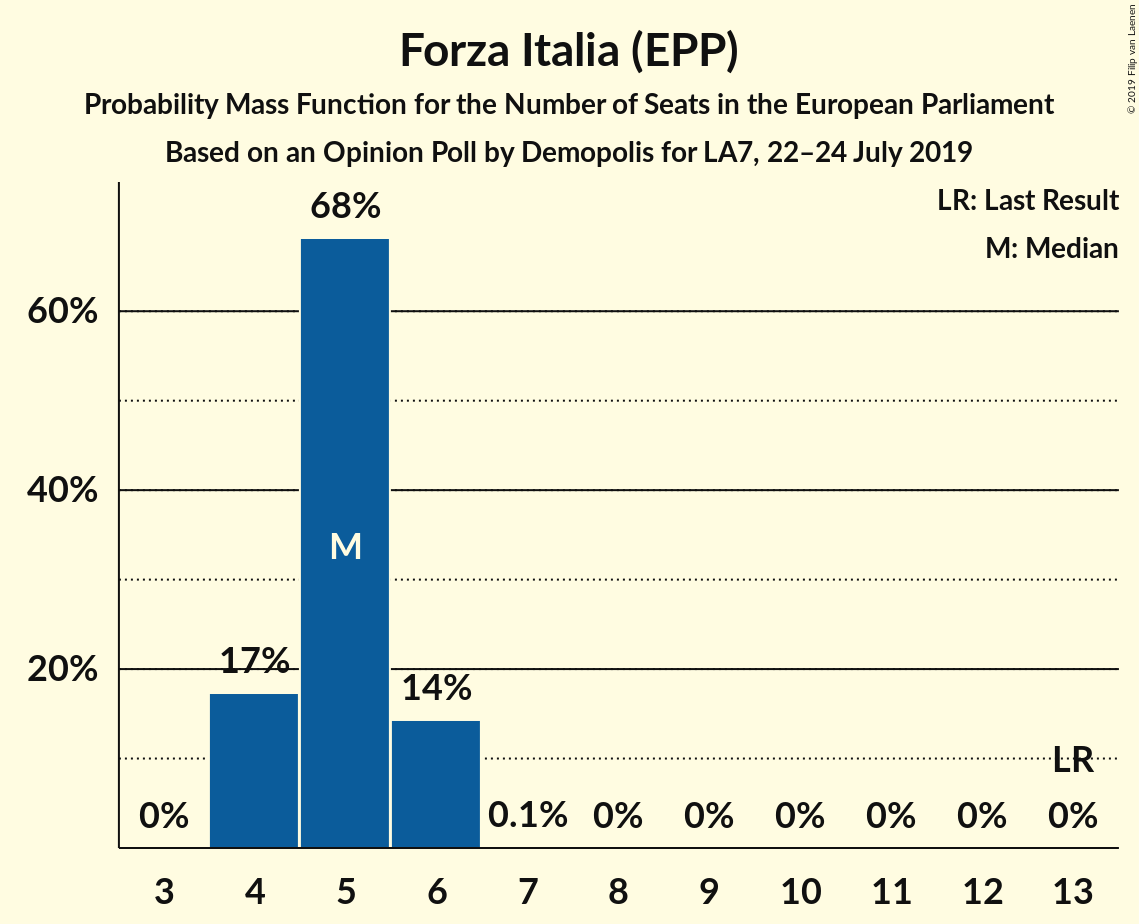 Forza Italia (EPP)
Probability Mass Function for the Number of Seats in the European Parliament
Based on an Opinion Poll by Demopolis for LA7, 22–24 July 2019
© 2019 Filip van Laenen
LR: Last Result
M: Median
68%
60%
40%
M
17%
20%
14%
LR
0%
0.1%
0%
0%
0%
0%
0%
0%
3 4 5 6 7 8 9 10 11 12 13